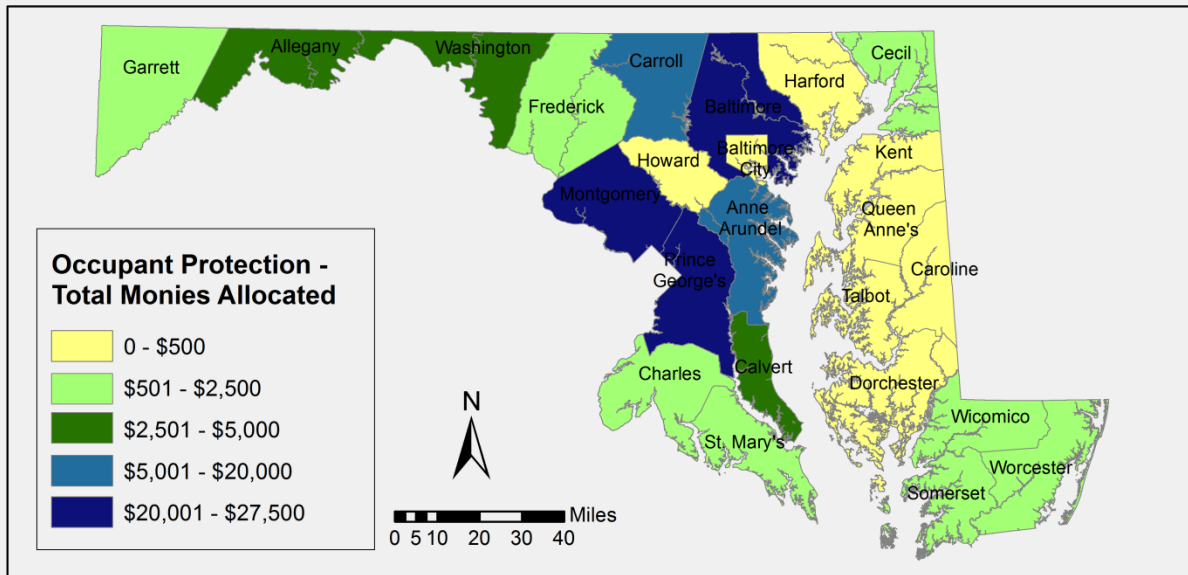 Garrett
Allegany
Washington
Frederick
Carroll
Baltimore
Harford
Cecil
Baltimore
City
Howard
Montgomery
Anne
Arundel
Prince
George's
Kent
Queen
Anne's
Caroline
Talbot
Dorchester
Charles
Calvert
St. Mary's
Wicomico
Worcester
Somerset
Occupant Protection -
Total Monies Allocated
0 - $500
$501 - $2,500
$2,501 - $5,000
$5,001 - $20,000
$20,001 - $27,500
N
Miles
0 5 10 20 30 40